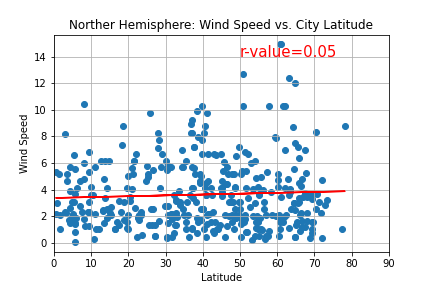 Norther Hemisphere: Wind Speed vs. City Latitude
r-value=0.05
14
12
10
8
6
4
2
0
Wind Speed
0 10 20 30 40 50 60 70 80 90
Latitude